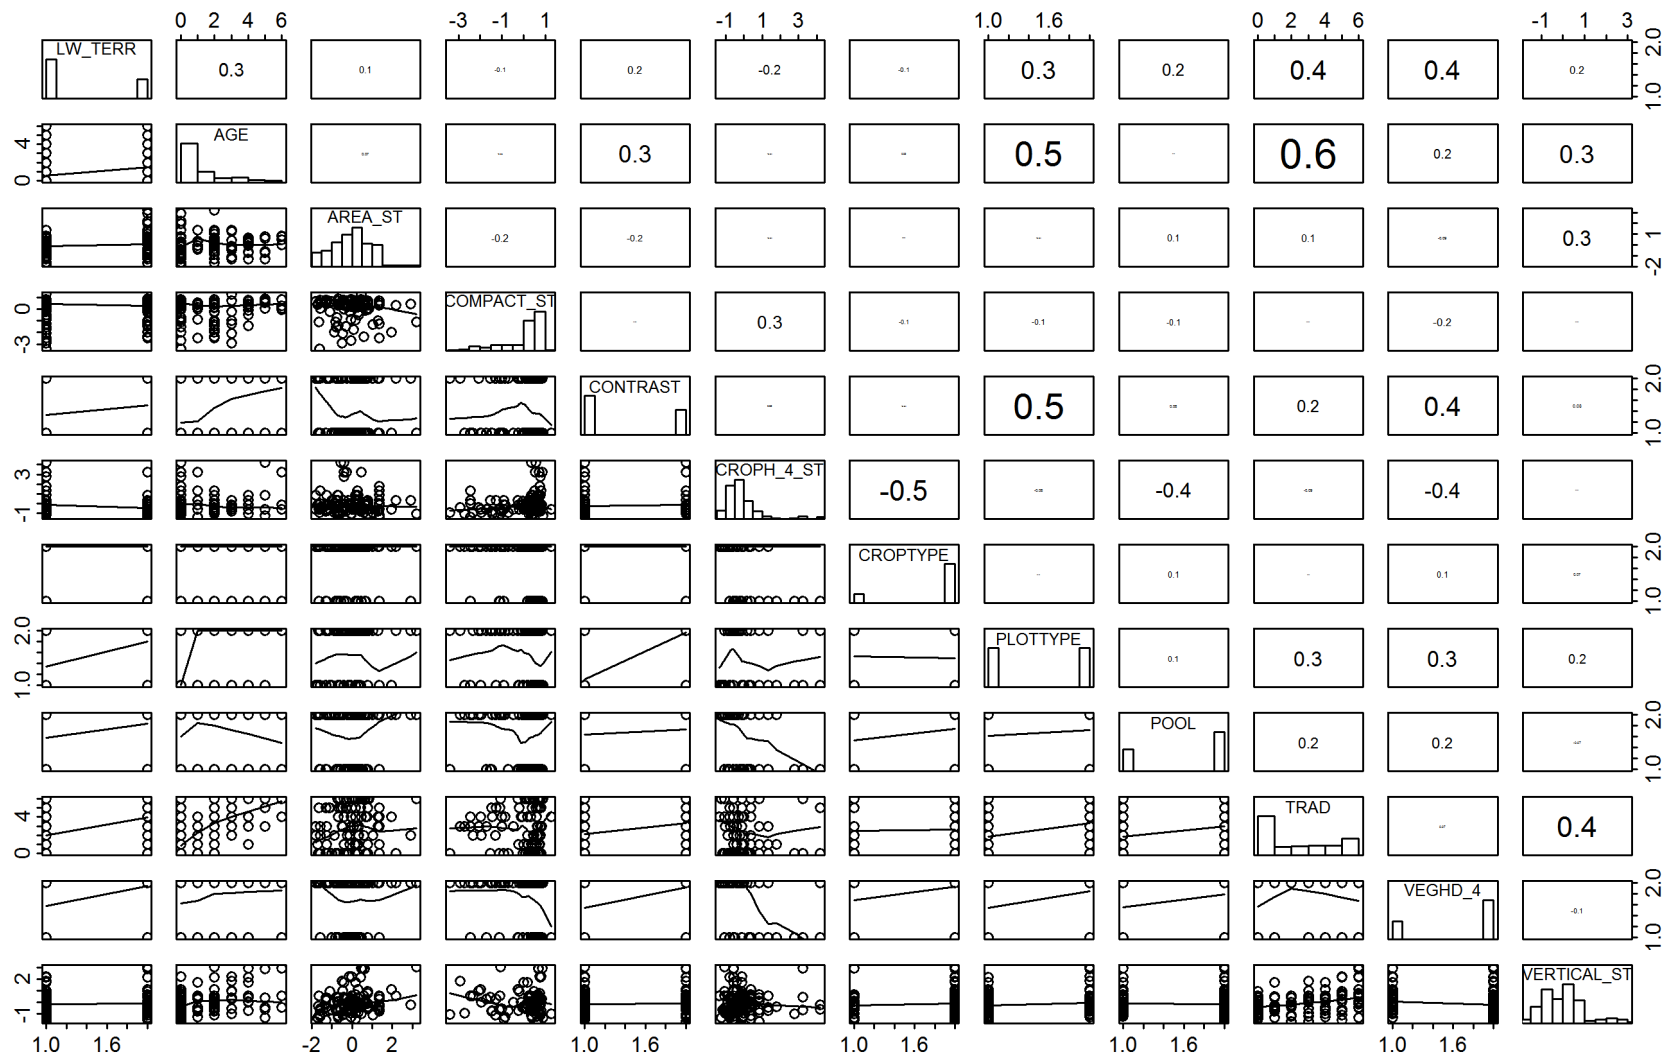 0 2 4 6 -3 -1 1 -1 1 3 1.0 1.6 0 2 4 6 -1 1 3
LW_TERR 0.3 0.1 -0.1 0.2 -0.2 -0.1 0.3 0.2 0.4 0.4 0.2 1.0 2.0
0 4 AGE 0.3 0.5 0.6 0.2 0.3
AREA_ST -0.2 -0.2 0.1 0.1 0.3 -2 1
-3 0 COMPACT_ST 0.3 -0.1 -0.1 -0.1 -0.2
CONTRAST 0.5 0.2 0.4 1.0 2.0
-1 3 CROPH_4_ST -0.5 -0.4 -0.4
CROPTYPE 0.1 0.1 1.0 2.0
1.0 2.0 PLOTTYPE 0.1 0.3 0.3 0.2
POOL 0.2 0.2 1.0 2.0
0 4 TRAD 0.4
VEGHD_4 -0.1 1.0 2.0
-1 2 VERTICAL_ST
1.0 1.6 -2 0 2 1.0 1.6 1.0 1.6 1.0 1.6 1.0 1.6